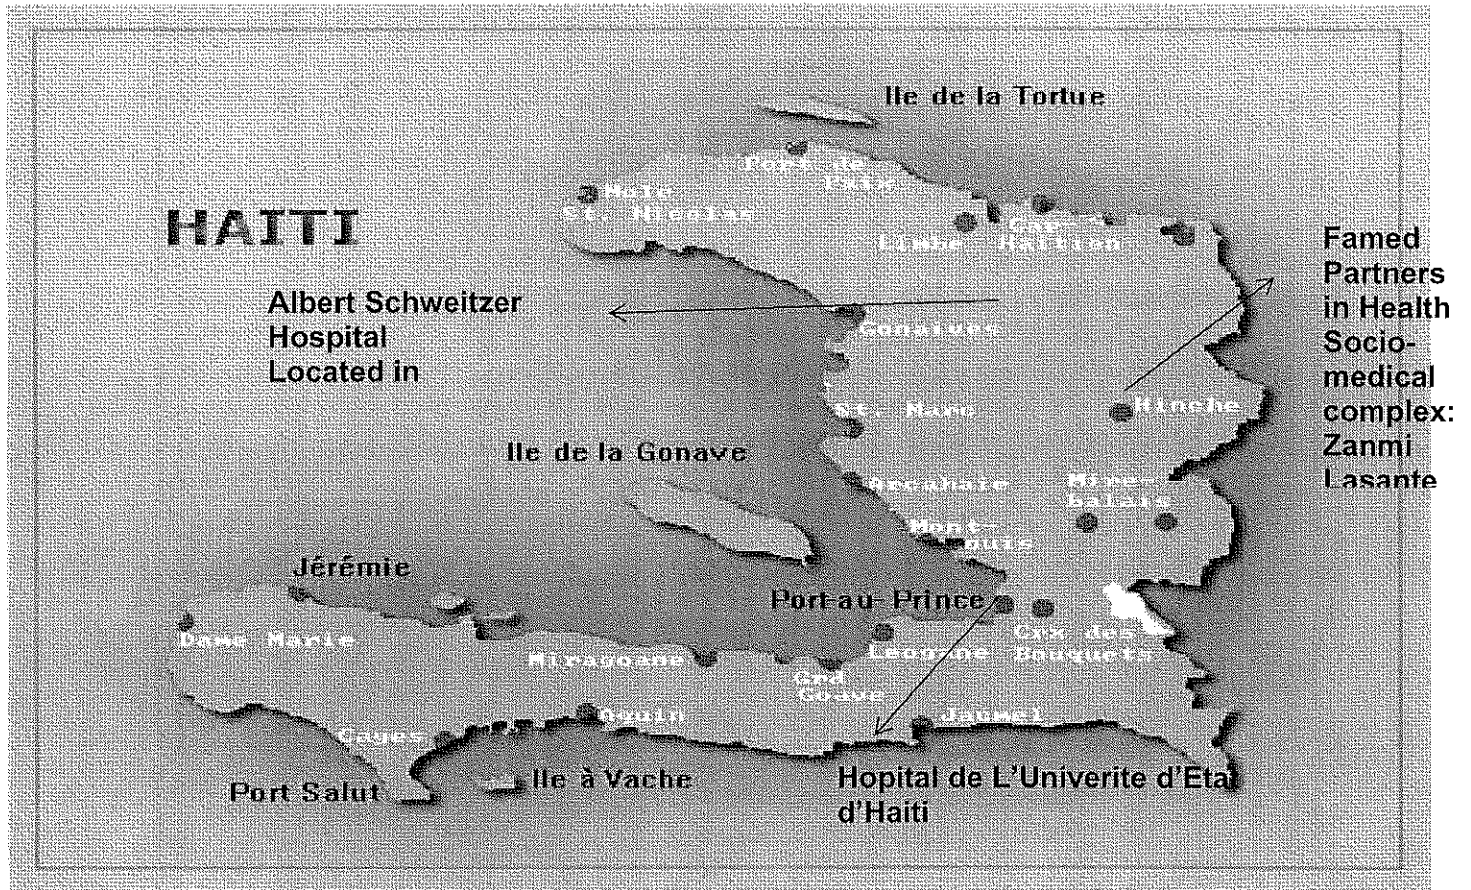 Ile de la Tortue
Port de
Paix
Mole
St. Nicolas
HAITI
Limbe
Cap
Haitian
Famed
Partners
in Health
Socio-
medical
complex:
Zanmi
Lasante
Albert Schweitzer
Hospital
Located in
Gonaives
St. Marc
Hinche
Ile de la Gonave
Arcahaie
Mire-
balais
Mont-
rouis
Jérémie
Port-au-Prince
Dame Marie
Leogane
Crx des
Bouquets
Miragoane
Grd
Goave
Aquin
Jacmel
Cayes
Port Salut
Ile à Vache
Hopital de L'Univerite d'Etat
d'Haiti